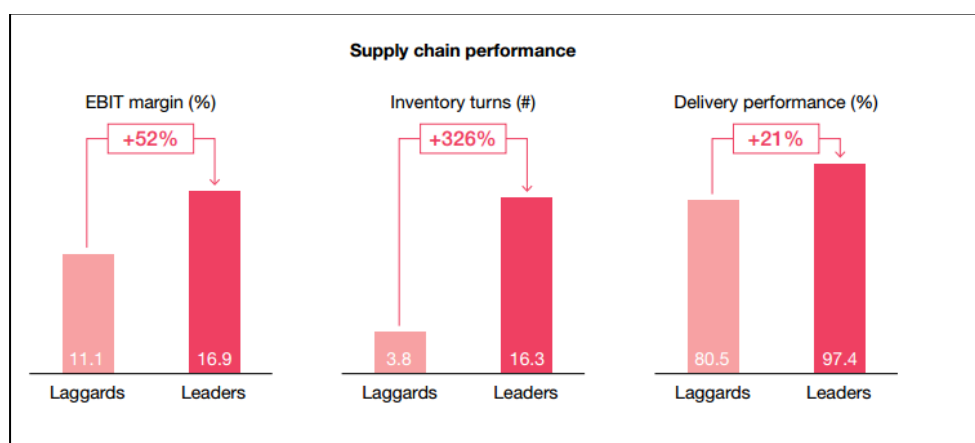 Supply chain performance
EBIT margin (%)
+52%
11.1
16.9
Laggards
Leaders
Inventory turns (#)
+326%
3.8
16.3
Laggards
Leaders
Delivery performance (%)
+21%
80.5
97.4
Laggards
Leaders